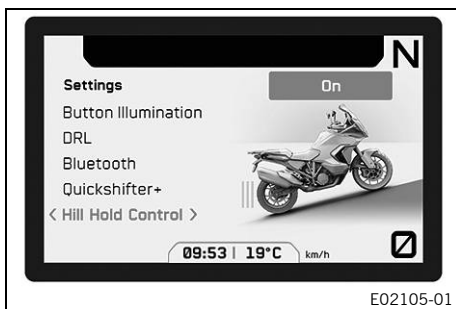 N
Settings
On
Button Illumination
DRL
Bluetooth
Quickshifter+
< Hill Hold Control >
09:53 | 19°C km/h
E02105-01